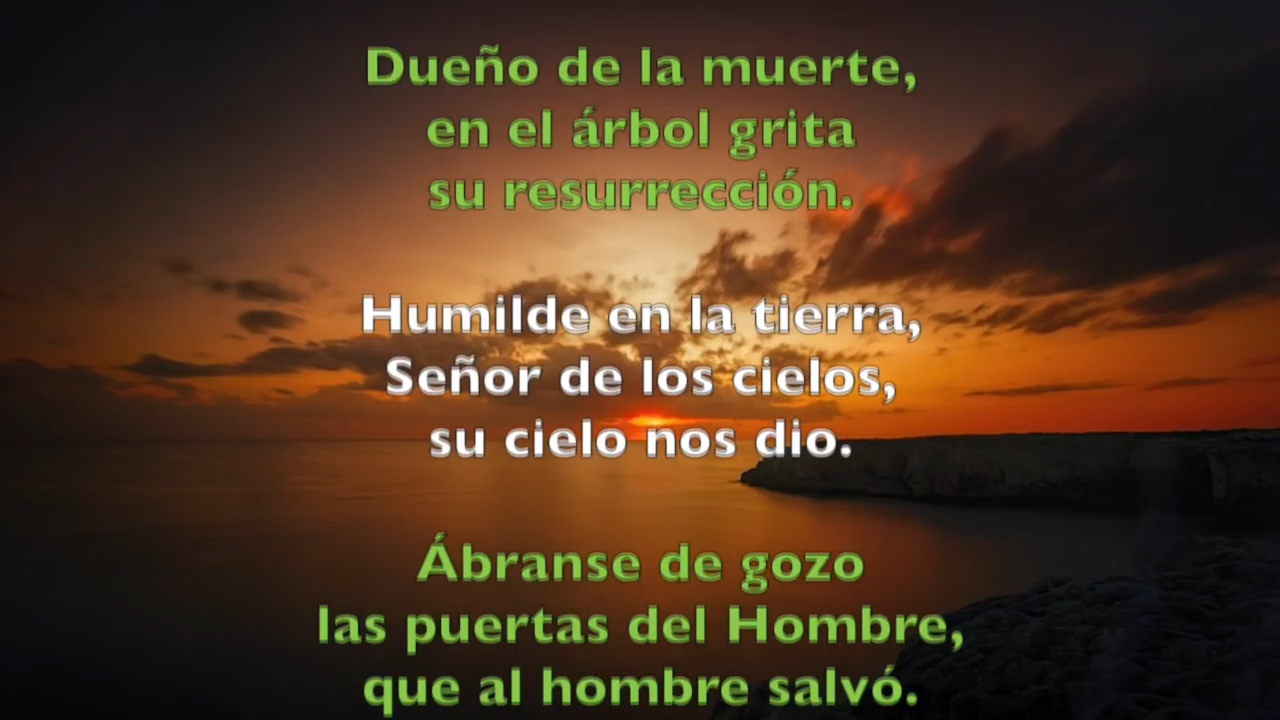 Dueño de la muerte,
en el árbol grita
su resurrección.
Humilde en la tierra,
Señor de los cielos,
su cielo nos dio.
Ábranse de gozo
las puertas del Hombre,
que al hombre salvó.